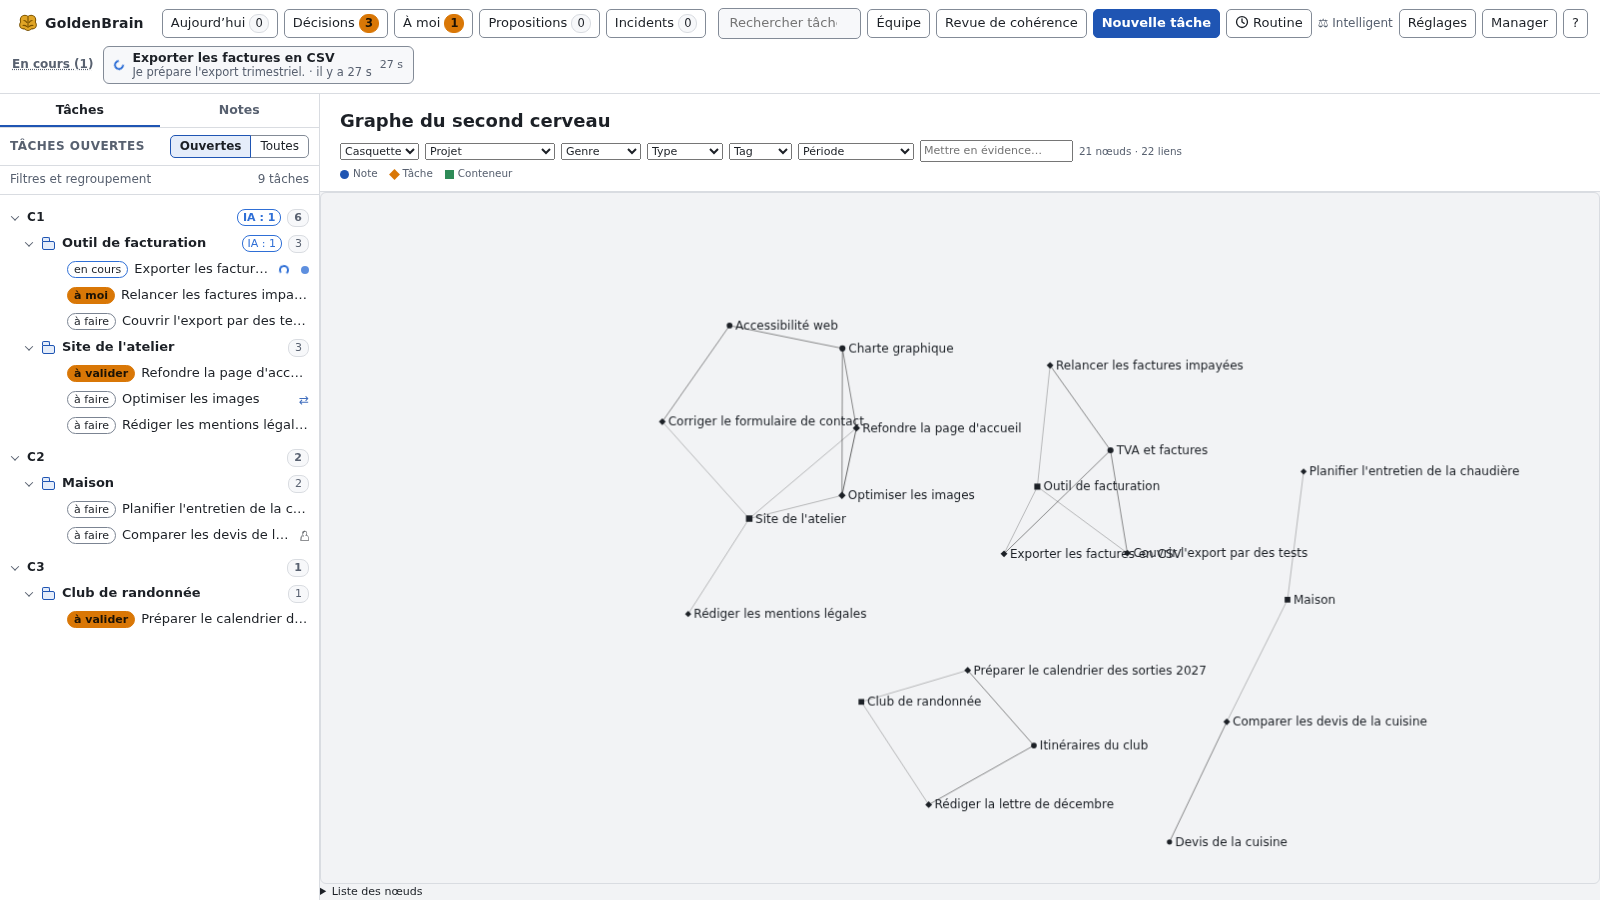 GoldenBrain
Aujourd'hui 0
Décisions 3
À moi 1
Propositions 0
Incidents 0
Rechercher tâch
Équipe
Revue de cohérence
Nouvelle tâche
Routine
Intelligent
Réglages
Manager
?
En cours (1)
Exporter les factures en CSV
Je prépare l'export trimestriel. · il y a 27 s
27 s
Tâches
Notes
TÂCHES OUVERTES
Ouvertes
Toutes
Filtres et regroupement
9 tâches
C1
IA : 1
6
Outil de facturation
IA : 1
3
en cours Exporter les factur...
à moi Relancer les factures impa...
à faire Couvrir l'export par des te...
Site de l'atelier
3
à valider Refondre la page d'acc...
à faire Optimiser les images
à faire Rédiger les mentions légal...
C2
2
Maison
2
à faire Planifier l'entretien de la c...
à faire Comparer les devis de l...
C3
1
Club de randonnée
1
à valider Préparer le calendrier d...
Graphe du second cerveau
Casquette
Projet
Genre
Type
Tag
Période
Mettre en évidence...
21 nœuds · 22 liens
Note
Tâche
Conteneur
Accessibilité web
Charte graphique
Relancer les factures impayées
Corriger le formulaire de contact
Refondre la page d'accueil
TVA et factures
Planifier l'entretien de la chaudière
Outil de facturation
Optimiser les images
Site de l'atelier
Exporter les factures en CSV
Couvrir l'export par des tests
Maison
Rédiger les mentions légales
Préparer le calendrier des sorties 2027
Club de randonnée
Comparer les devis de la cuisine
Itinéraires du club
Rédiger la lettre de décembre
Devis de la cuisine
Liste des nœuds